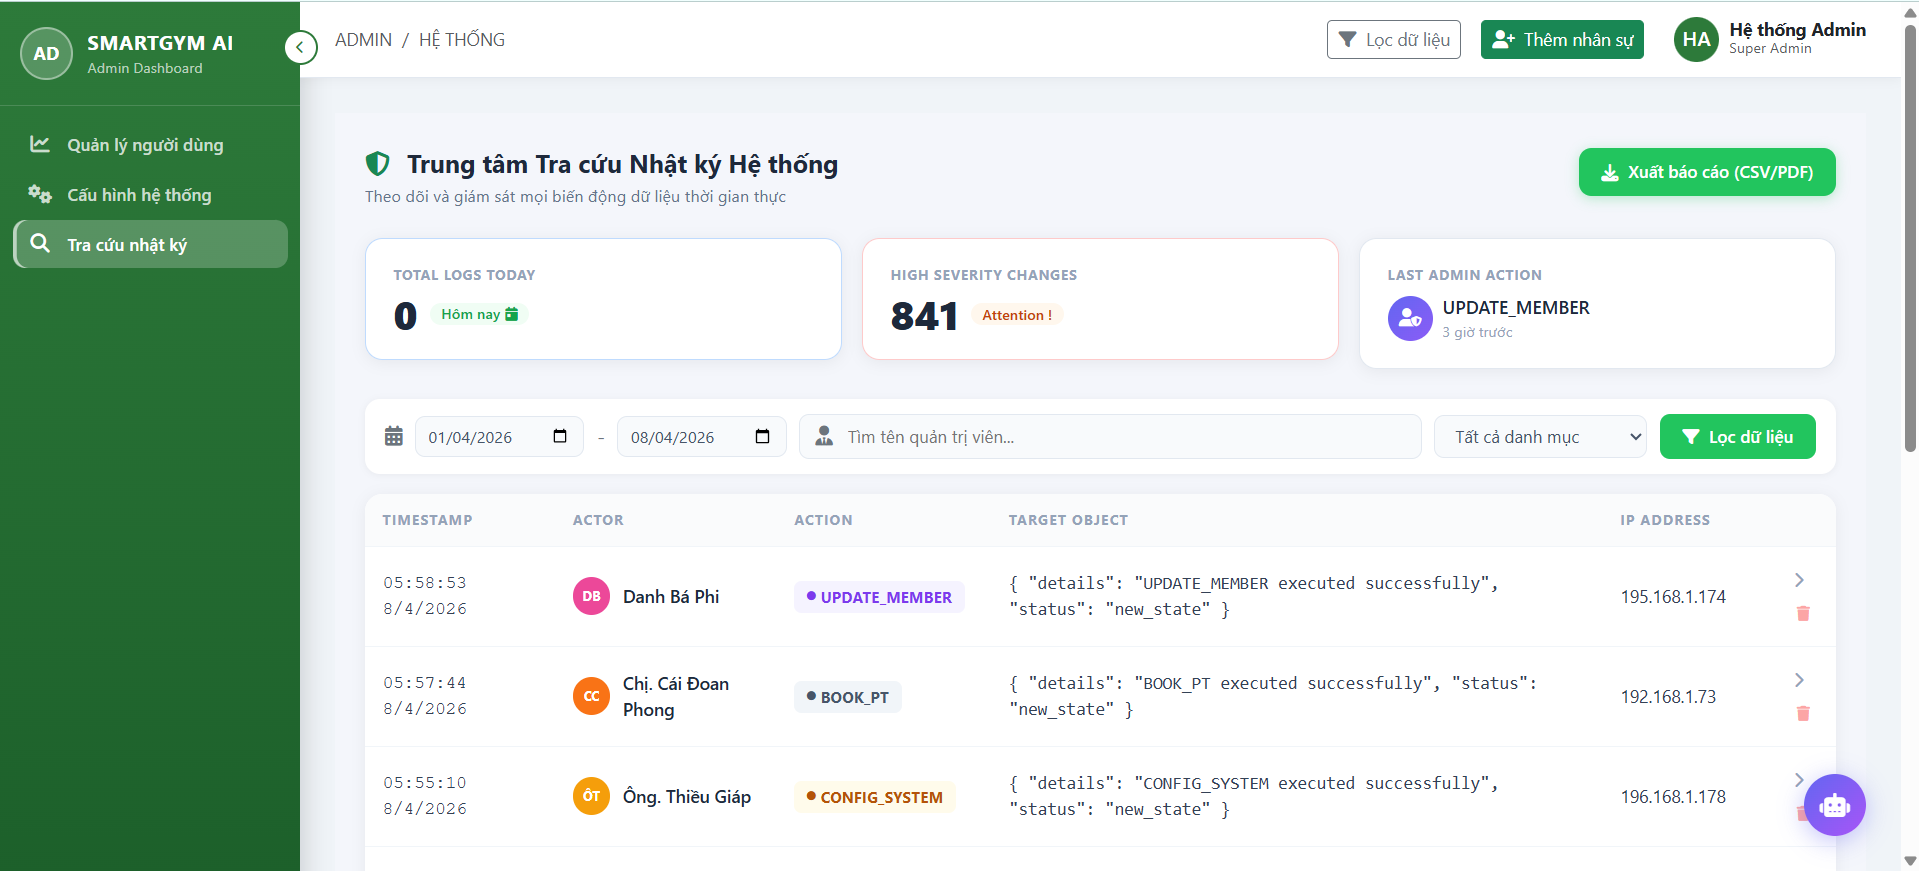 AD
SMARTGYM AI
Admin Dashboard
Quản lý người dùng
Cấu hình hệ thống
Tra cứu nhật ký
ADMIN / HỆ THỐNG
Lọc dữ liệu
Thêm nhân sự
HA
Hệ thống Admin
Super Admin
Trung tâm Tra cứu Nhật ký Hệ thống
Theo dõi và giám sát mọi biến động dữ liệu thời gian thực
Xuất báo cáo (CSV/PDF)
TOTAL LOGS TODAY
0 Hôm nay
HIGH SEVERITY CHANGES
841 Attention !
LAST ADMIN ACTION
UPDATE_MEMBER
3 giờ trước
01/04/2026 - 08/04/2026 Tìm tên quản trị viên... Tất cả danh mục Lọc dữ liệu
TIMESTAMP ACTOR ACTION TARGET OBJECT IP ADDRESS
05:58:53
8/4/2026
DB Danh Bá Phi
UPDATE_MEMBER
{ "details": "UPDATE_MEMBER executed successfully",
"status": "new_state" }
195.168.1.174
05:57:44
8/4/2026
CC
Chị. Cái Đoan
Phong
BOOK_PT
{ "details": "BOOK_PT executed successfully", "status":
"new_state" }
192.168.1.73
05:55:10
8/4/2026
ÔT Ông. Thiều Giáp
CONFIG_SYSTEM
{ "details": "CONFIG_SYSTEM executed successfully",
"status": "new_state" }
196.168.1.178